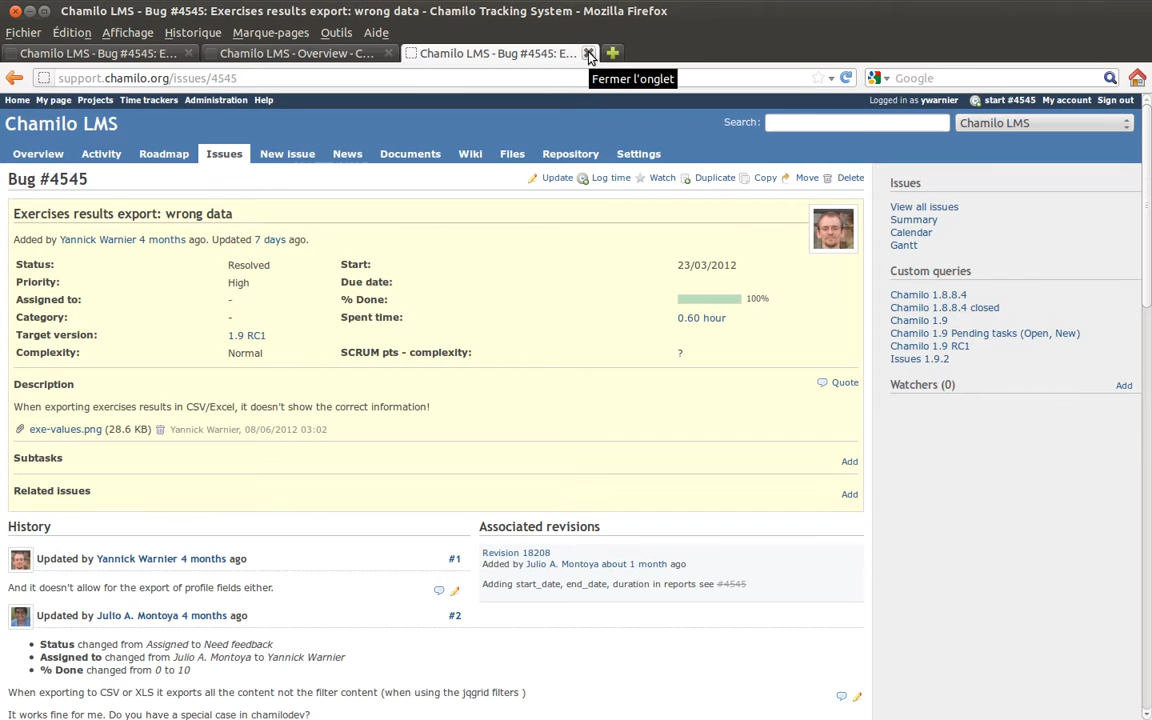 Chamilo LMS - Bug #4545: Exercises results export: wrong data - Chamilo Tracking System - Mozilla Firefox
Fichier Édition Affichage Historique Marque-pages Outils Aide
Chamilo LMS - Bug #4545: E... Chamilo LMS - Overview - C... Chamilo LMS - Bug #4545: E...
support.chamilo.org/issues/4545 Google
Fermer l'onglet
Home My page Projects Time trackers Administration Help Logged in as ywarnier start #4545 My account Sign out
Chamilo LMS Search: Chamilo LMS
Overview Activity Roadmap Issues New issue News Documents Wiki Files Repository Settings
Bug #4545 Update Log time Watch Duplicate Copy Move Delete
Exercises results export: wrong data
Added by Yannick Warnier 4 months ago. Updated 7 days ago.
Status: Resolved Start: 23/03/2012
Priority: High Due date:
Assigned to: - % Done: 100%
Category: - Spent time: 0.60 hour
Target version: 1.9 RC1
Complexity: Normal SCRUM pts - complexity: ?
Description Quote
When exporting exercises results in CSV/Excel, it doesn't show the correct information!
exe-values.png (28.6 KB) Yannick Warnier, 08/06/2012 03:02
Subtasks Add
Related issues Add
History
Updated by Yannick Warnier 4 months ago #1
And it doesn't allow for the export of profile fields either.
Updated by Julio A. Montoya 4 months ago #2
Status changed from Assigned to Need feedback
Assigned to changed from Julio A. Montoya to Yannick Warnier
% Done changed from 0 to 10
When exporting to CSV or XLS it exports all the content not the filter content (when using the jqgrid filters )
It works fine for me. Do you have a special case in chamilodev?
Associated revisions
Revision 18208
Added by Julio A. Montoya about 1 month ago
Adding start_date, end_date, duration in reports see #4545
Issues
View all issues
Summary
Calendar
Gantt
Custom queries
Chamilo 1.8.8.4
Chamilo 1.8.8.4 closed
Chamilo 1.9
Chamilo 1.9 Pending tasks (Open, New)
Chamilo 1.9 RC1
Issues 1.9.2
Watchers (0) Add